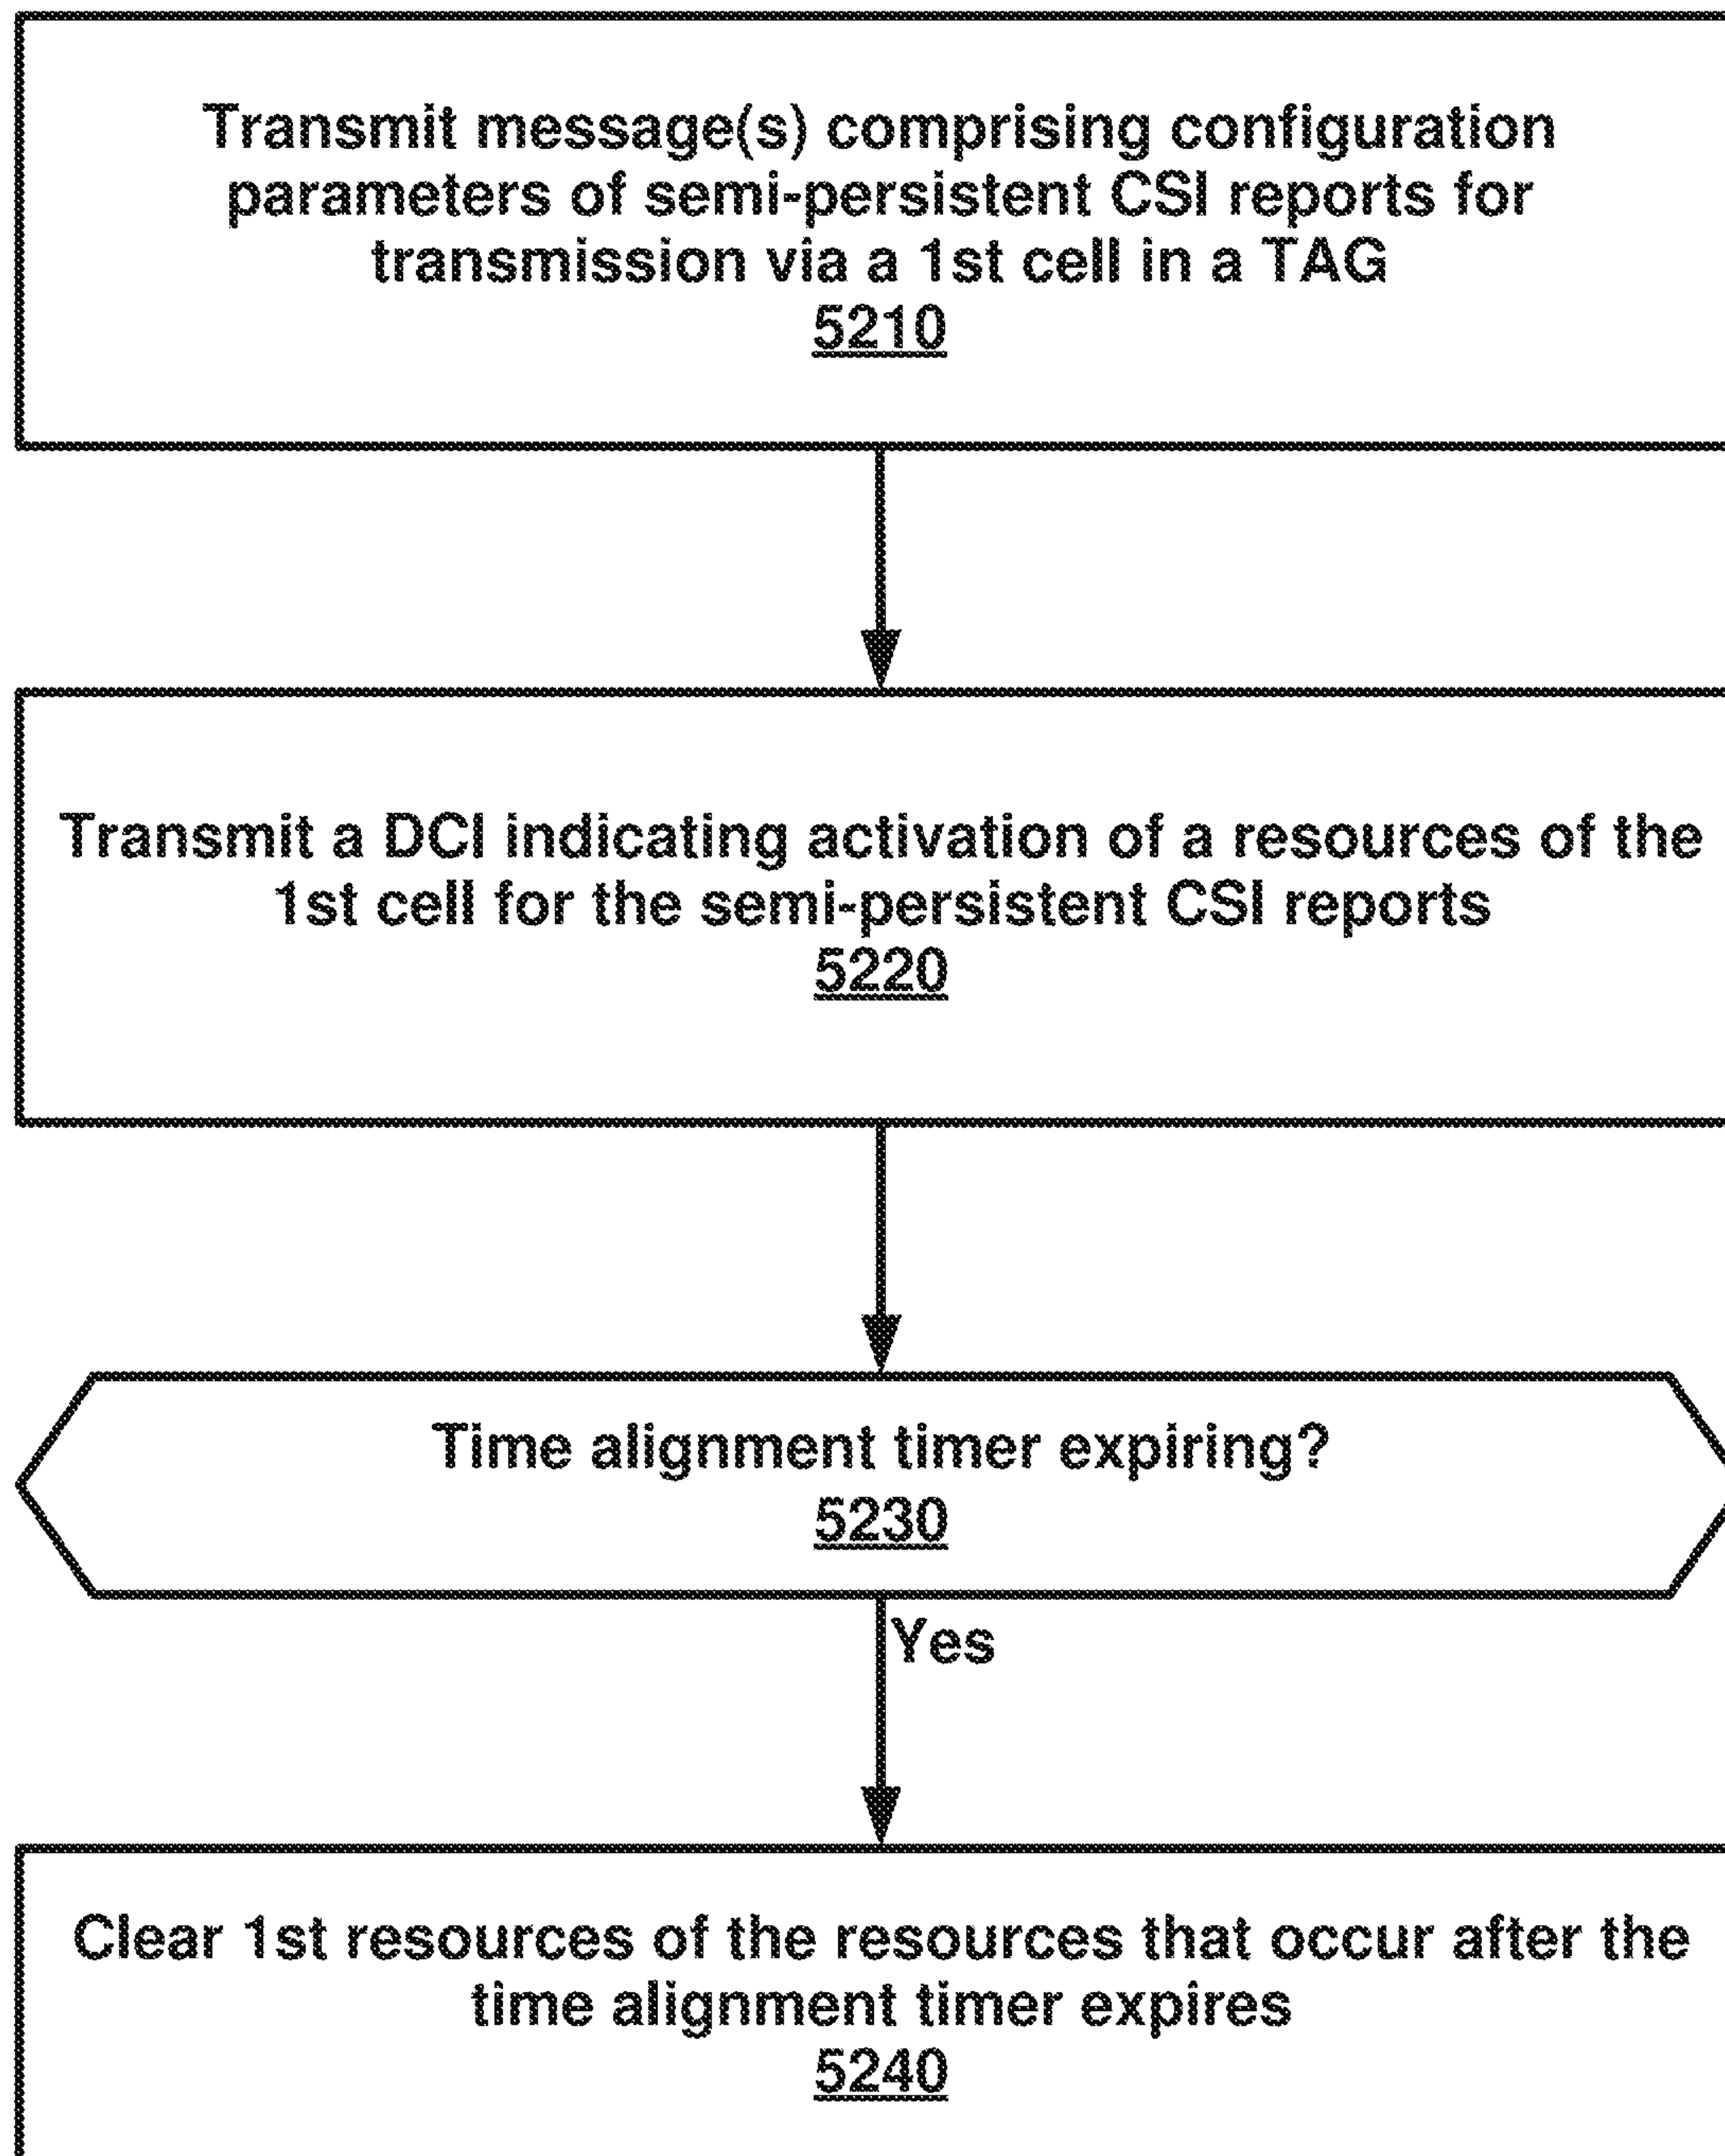 Transmit message(s) comprising configuration
parameters of semi-persistent CSI reports for
transmission via a 1st cell in a TAG
5210
Transmit a DCI indicating activation of a resources of the
1st cell for the semi-persistent CSI reports
5220
Time alignment timer expiring?
5230
Yes
Clear 1st resources of the resources that occur after the
time alignment timer expires
5240